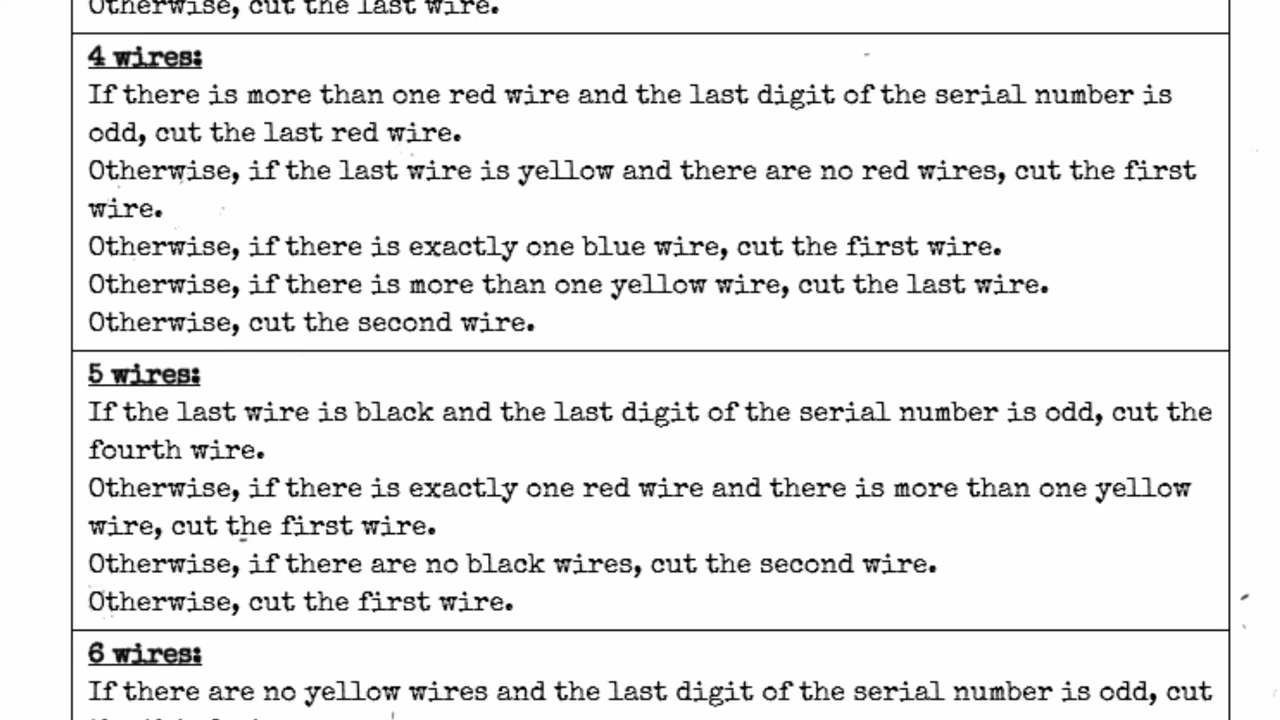 Otherwise, cut the last wire.
4 wires:
If there is more than one red wire and the last digit of the serial number is
odd, cut the last red wire.
Otherwise, if the last wire is yellow and there are no red wires, cut the first
wire.
Otherwise, if there is exactly one blue wire, cut the first wire.
Otherwise, if there is more than one yellow wire, cut the last wire.
Otherwise, cut the second wire.
5 wires:
If the last wire is black and the last digit of the serial number is odd, cut the
fourth wire.
Otherwise, if there is exactly one red wire and there is more than one yellow
wire, cut the first wire.
Otherwise, if there are no black wires, cut the second wire.
Otherwise, cut the first wire.
6 wires:
If there are no yellow wires and the last digit of the serial number is odd, cut